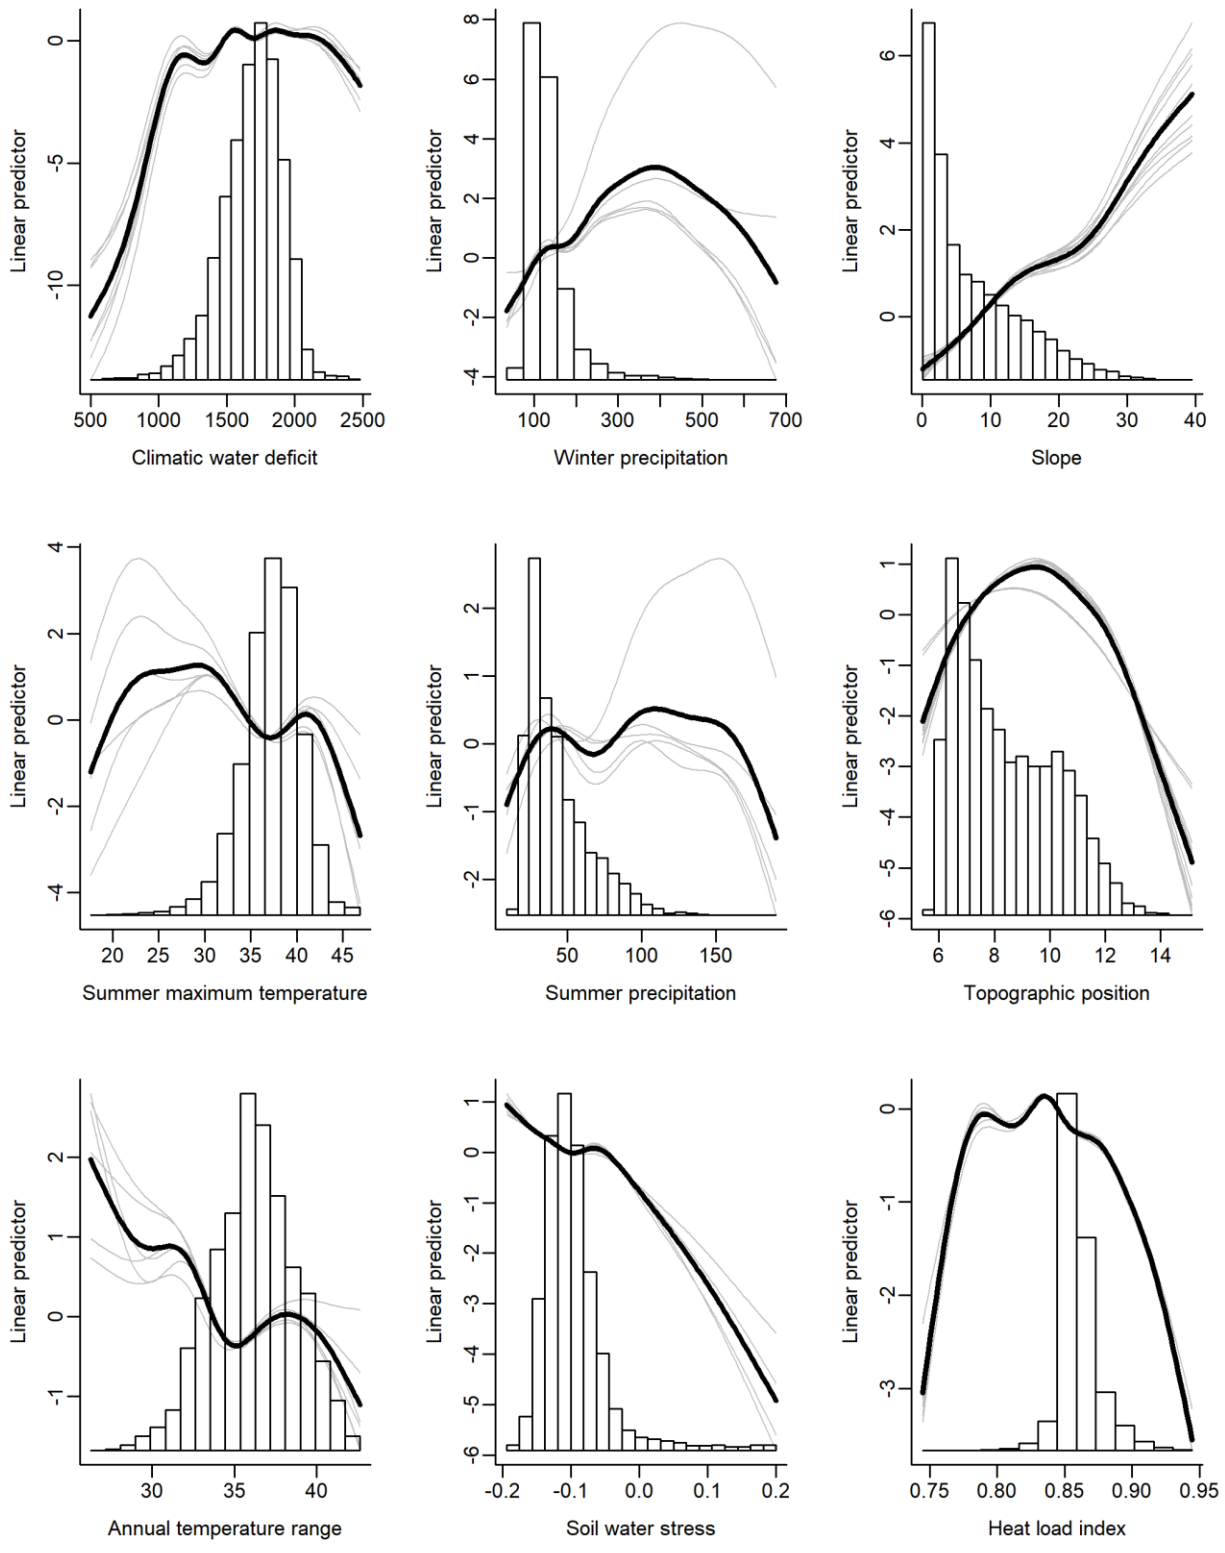 Linear predictor
0
-5
-10
500 1000 1500 2000 2500
Climatic water deficit
Linear predictor
8
6
4
2
0
-2
-4
100 300 500 700
Winter precipitation
Linear predictor
6
4
2
0
0 10 20 30 40
Slope
Linear predictor
4
2
0
-2
-4
20 25 30 35 40 45
Summer maximum temperature
Linear predictor
2
1
0
-1
-2
50 100 150
Summer precipitation
Linear predictor
1
0
-1
-2
-3
-4
-5
-6
6 8 10 12 14
Topographic position
Linear predictor
2
1
0
-1
30 35 40
Annual temperature range
Linear predictor
1
0
-1
-2
-3
-4
-5
-6
-0.2 -0.1 0.0 0.1 0.2
Soil water stress
Linear predictor
0
-1
-2
-3
0.75 0.80 0.85 0.90 0.95
Heat load index